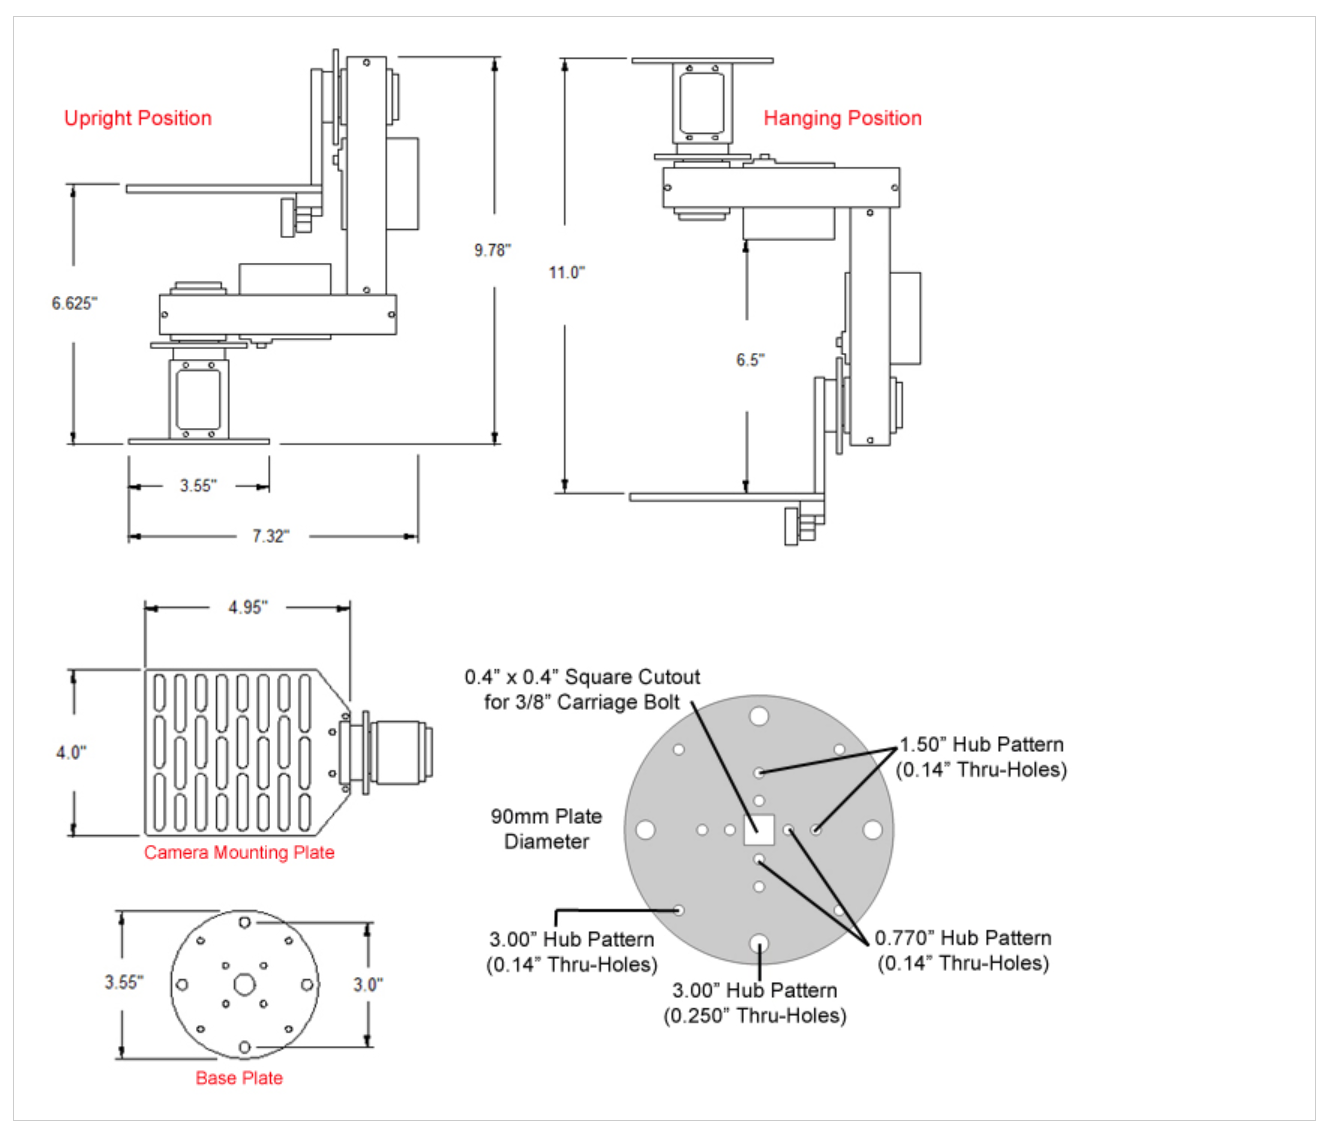 Upright Position
Hanging Position
9.78"
11.0"
6.625"
6.5"
3.55"
7.32"
4.95"
4.0"
Camera Mounting Plate
3.55"
3.0"
Base Plate
0.4” x 0.4” Square Cutout
for 3/8” Carriage Bolt
1.50” Hub Pattern
(0.14” Thru-Holes)
90mm Plate
Diameter
3.00” Hub Pattern
(0.14” Thru-Holes)
0.770” Hub Pattern
(0.14” Thru-Holes)
3.00” Hub Pattern
(0.250” Thru-Holes)